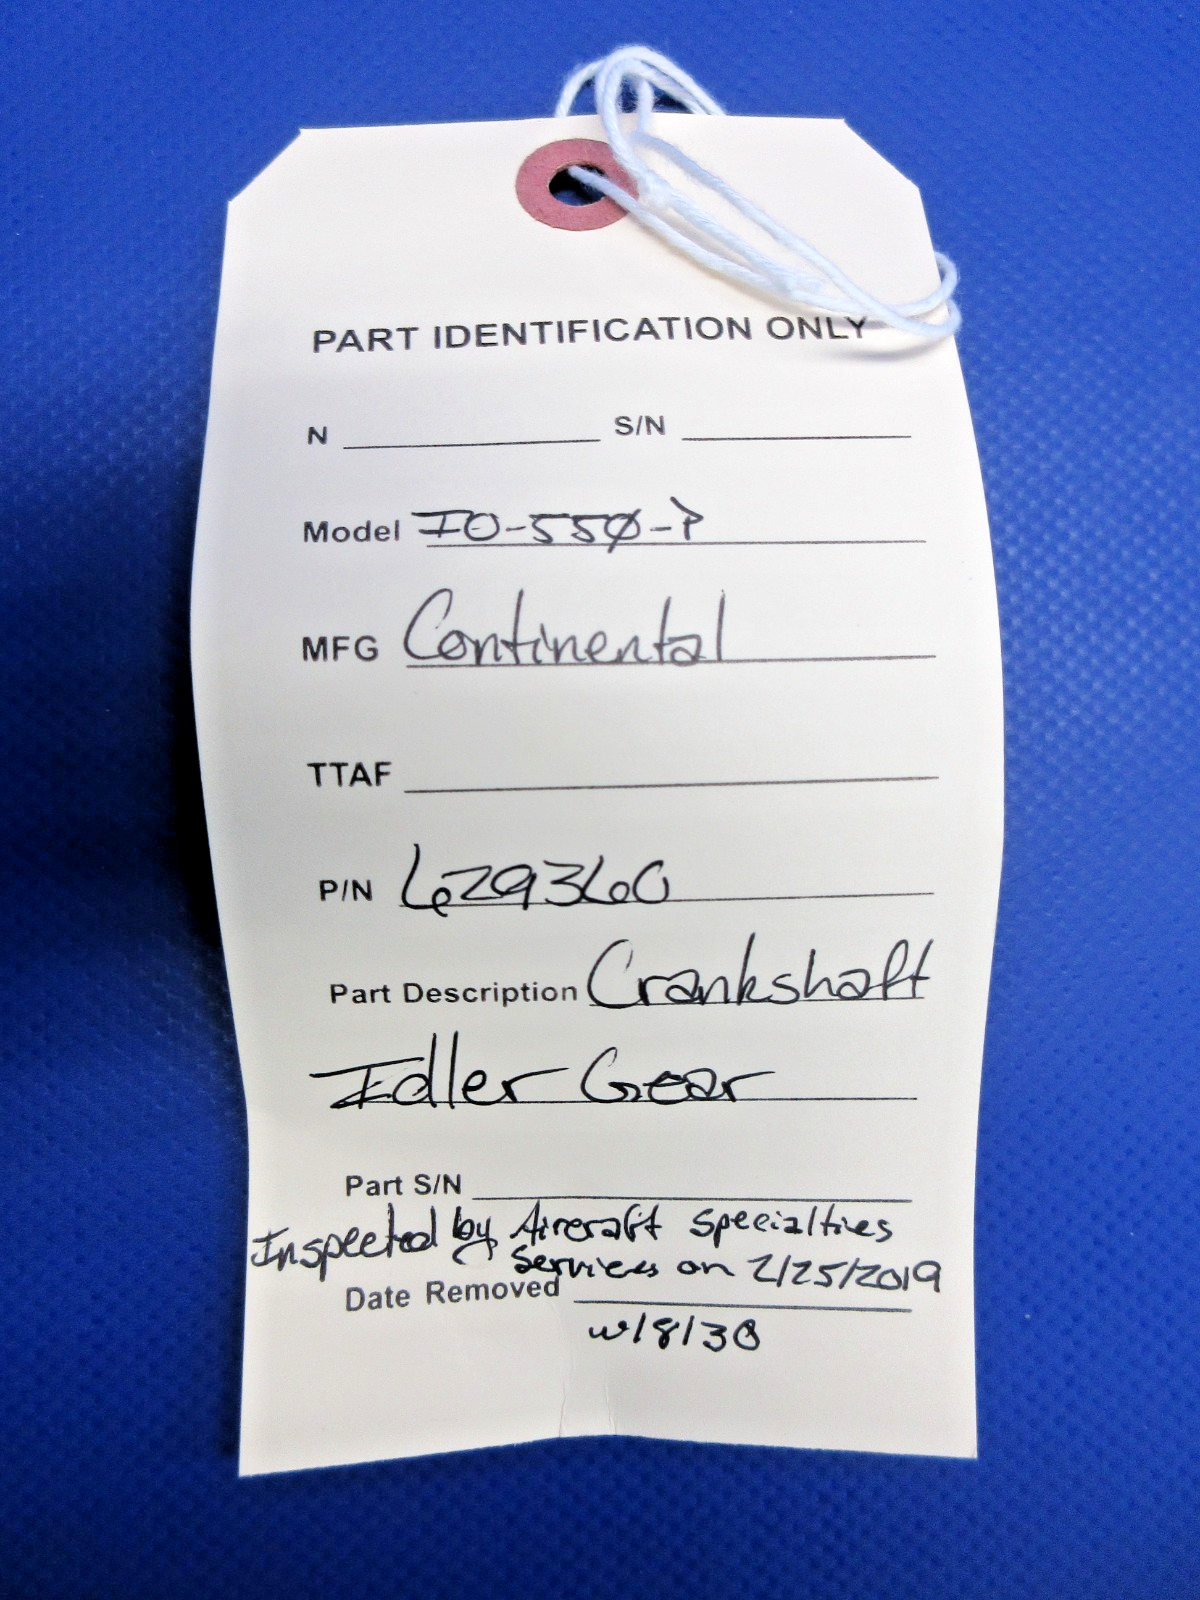 PART IDENTIFICATION ONLY
N S/N
Model IO-550-P
MFG Continental
TTAF
P/N 629360
Part Description Crankshaft
Idler Gear
Part S/N
Inspected by Aircraft Specialties
Services on 2/25/2019
Date Removed
w/8130